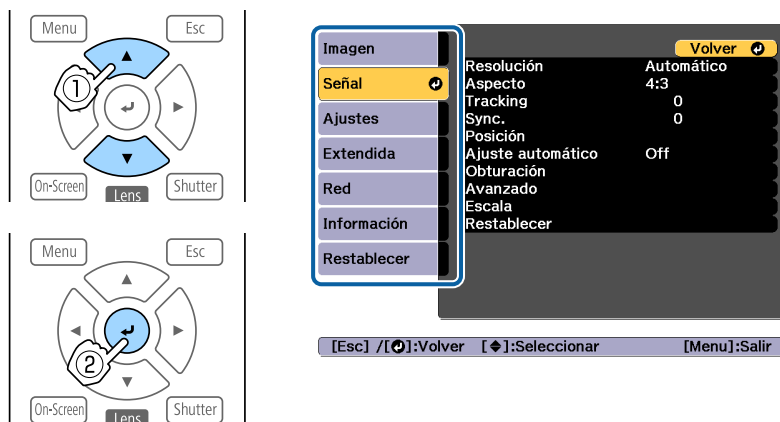 Menu Esc
1
On-Screen Lens Shutter
Menu Esc
2
On-Screen Lens Shutter
Imagen
Señal
Ajustes
Extendida
Red
Información
Restablecer
Volver
Resolución Automático
Aspecto 4:3
Tracking 0
Sync. 0
Posición
Ajuste automático Off
Obturación
Avanzado
Escala
Restablecer
[Esc] /[ ]:Volver [ ]:Seleccionar [Menu]:Salir